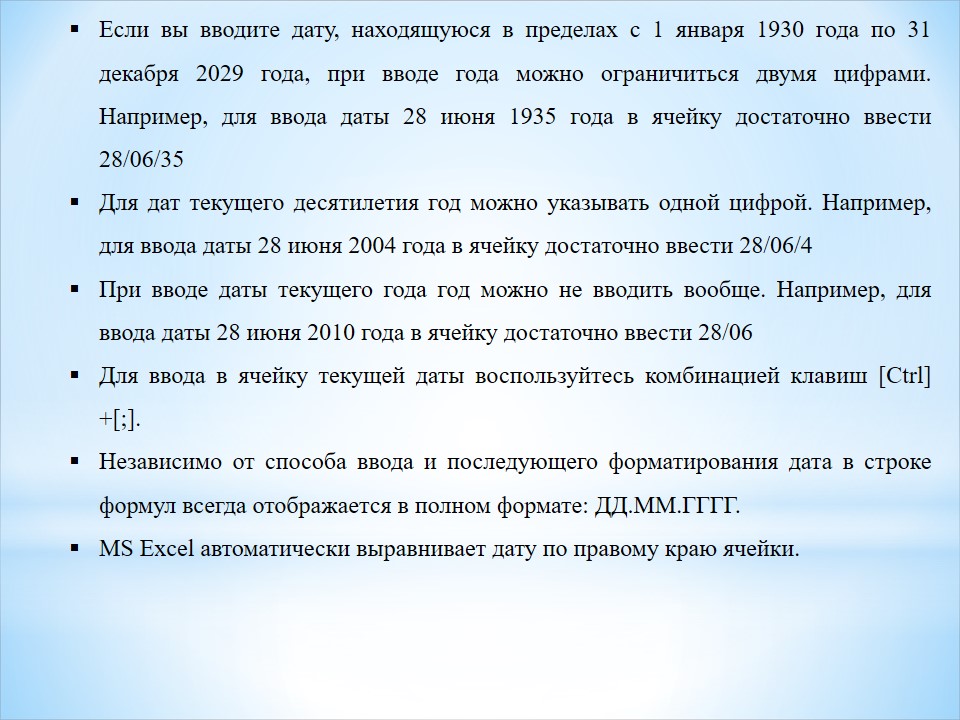 ▪ Если вы вводите дату, находящуюся в пределах с 1 января 1930 года по 31
декабря 2029 года, при вводе года можно ограничиться двумя цифрами.
Например, для ввода даты 28 июня 1935 года в ячейку достаточно ввести
28/06/35
▪ Для дат текущего десятилетия год можно указывать одной цифрой. Например,
для ввода даты 28 июня 2004 года в ячейку достаточно ввести 28/06/4
▪ При вводе даты текущего года год можно не вводить вообще. Например, для
ввода даты 28 июня 2010 года в ячейку достаточно ввести 28/06
▪ Для ввода в ячейку текущей даты воспользуйтесь комбинацией клавиш [Ctrl]
+[;].
▪ Независимо от способа ввода и последующего форматирования дата в строке
формул всегда отображается в полном формате: ДД.ММ.ГГГГ.
▪ MS Excel автоматически выравнивает дату по правому краю ячейки.